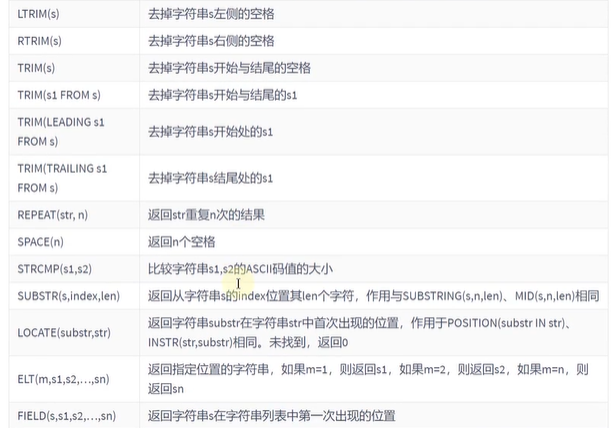 LTRIM(s) 去掉字符串s左侧的空格
RTRIM(s) 去掉字符串s右侧的空格
TRIM(s) 去掉字符串s开始与结尾的空格
TRIM(s1 FROM s) 去掉字符串s开始与结尾的s1
TRIM(LEADING s1
FROM s) 去掉字符串s开始处的s1
TRIM(TRAILING s1
FROM s) 去掉字符串s结尾处的s1
REPEAT(str, n) 返回str重复n次的结果
SPACE(n) 返回n个空格
STRCMP(s1,s2) 比较字符串s1,s2的ASCII码值的大小
SUBSTR(s,index,len) 返回从字符串s的index位置其len个字符，作用与SUBSTRING(s,n,len)、MID(s,n,len)相同
LOCATE(substr,str) 返回字符串substr在字符串str中首次出现的位置，作用于POSITION(substr IN str)、
INSTR(str,substr)相同。未找到，返回0
ELT(m,s1,s2,…,sn) 返回指定位置的字符串，如果m=1，则返回s1，如果m=2，则返回s2，如果m=n，则
返回sn
FIELD(s,s1,s2,…,sn) 返回字符串s在字符串列表中第一次出现的位置